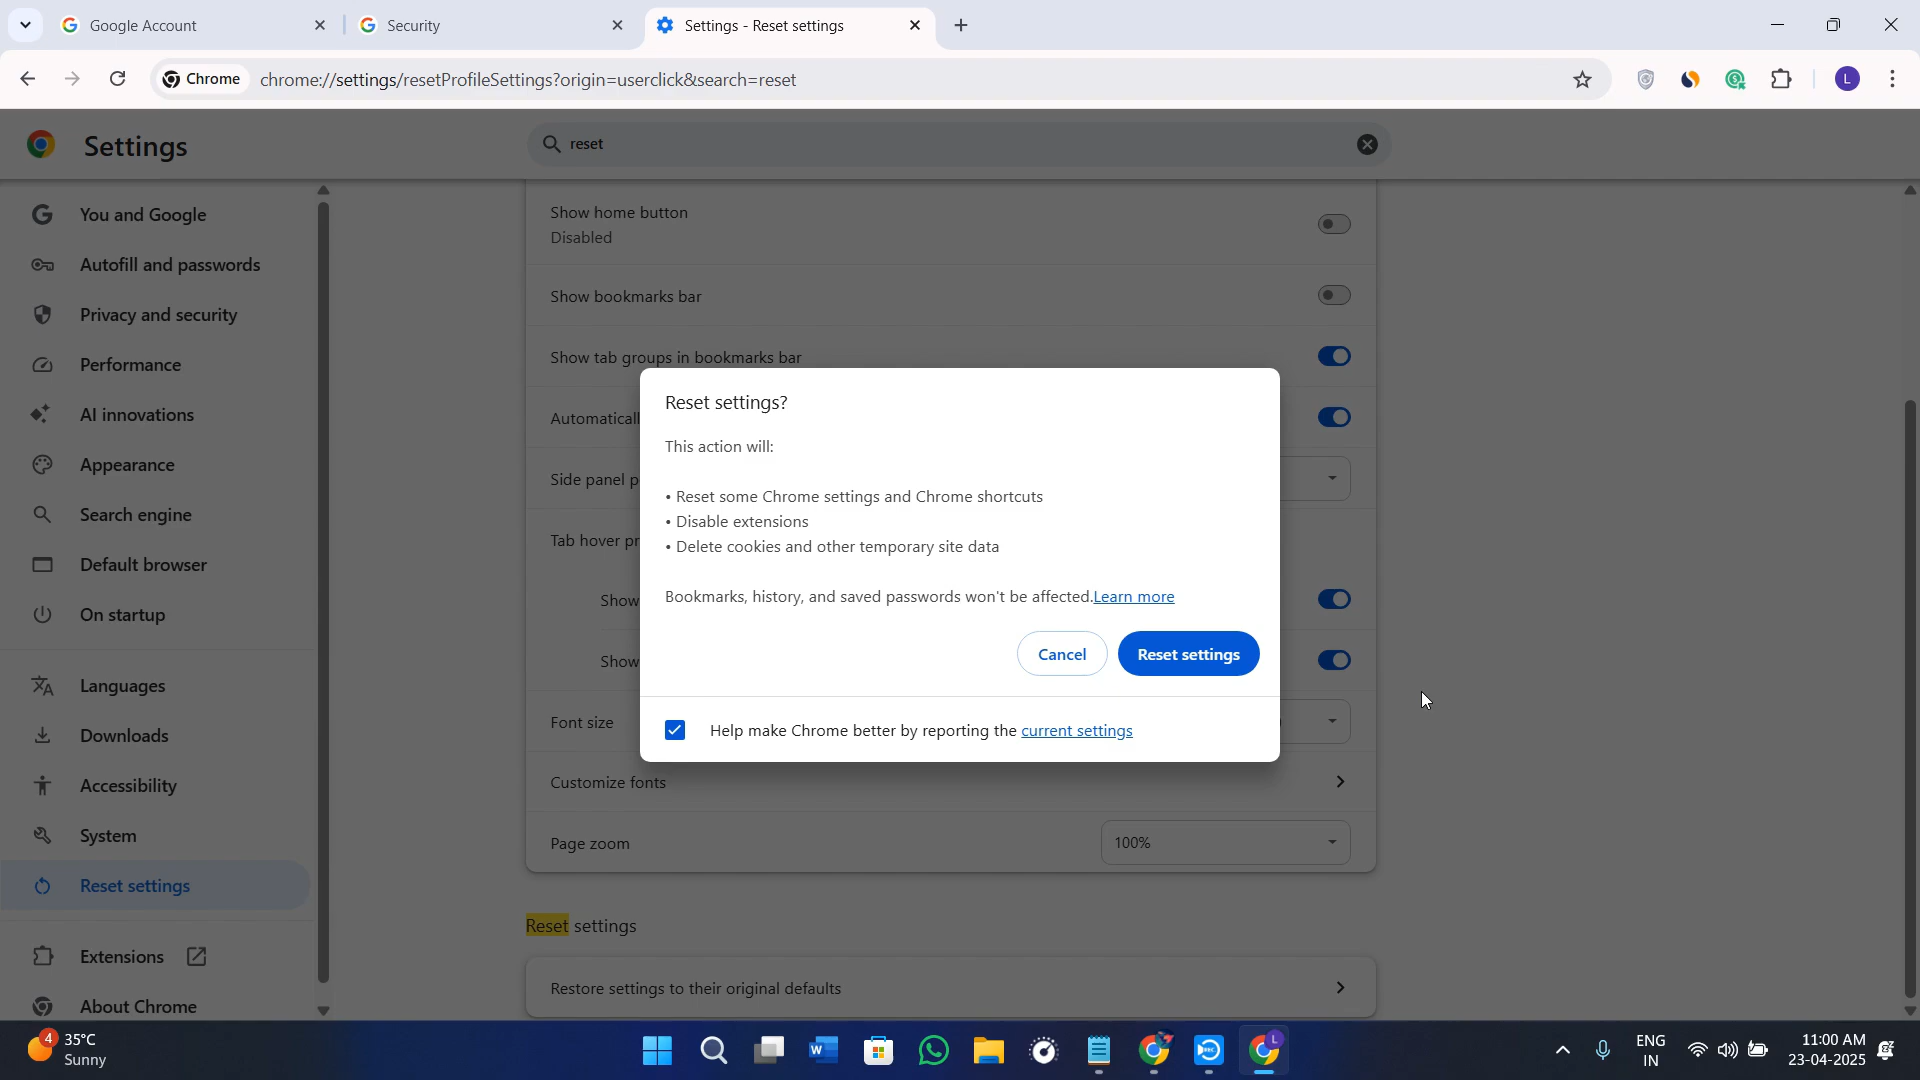 Google Account
Security
Settings - Reset settings
Chrome
chrome://settings/resetProfileSettings?origin=userclick&search=reset
L
Settings
reset
You and Google
Autofill and passwords
Privacy and security
Performance
AI innovations
Appearance
Search engine
Default browser
On startup
Languages
Downloads
Accessibility
System
Reset settings
Extensions
About Chrome
Show home button
Disabled
Show bookmarks bar
Show tab groups in bookmarks bar
Automaticall
Side panel p
Tab hover pr
Show
Show
Font size
Customize fonts
Page zoom
100%
Reset settings
Restore settings to their original defaults
Reset settings?
This action will:
• Reset some Chrome settings and Chrome shortcuts
• Disable extensions
• Delete cookies and other temporary site data
Bookmarks, history, and saved passwords won't be affected.Learn more
Cancel
Reset settings
Help make Chrome better by reporting the current settings
4
35°C
Sunny
L
ENG
IN
11:00 AM
23-04-2025